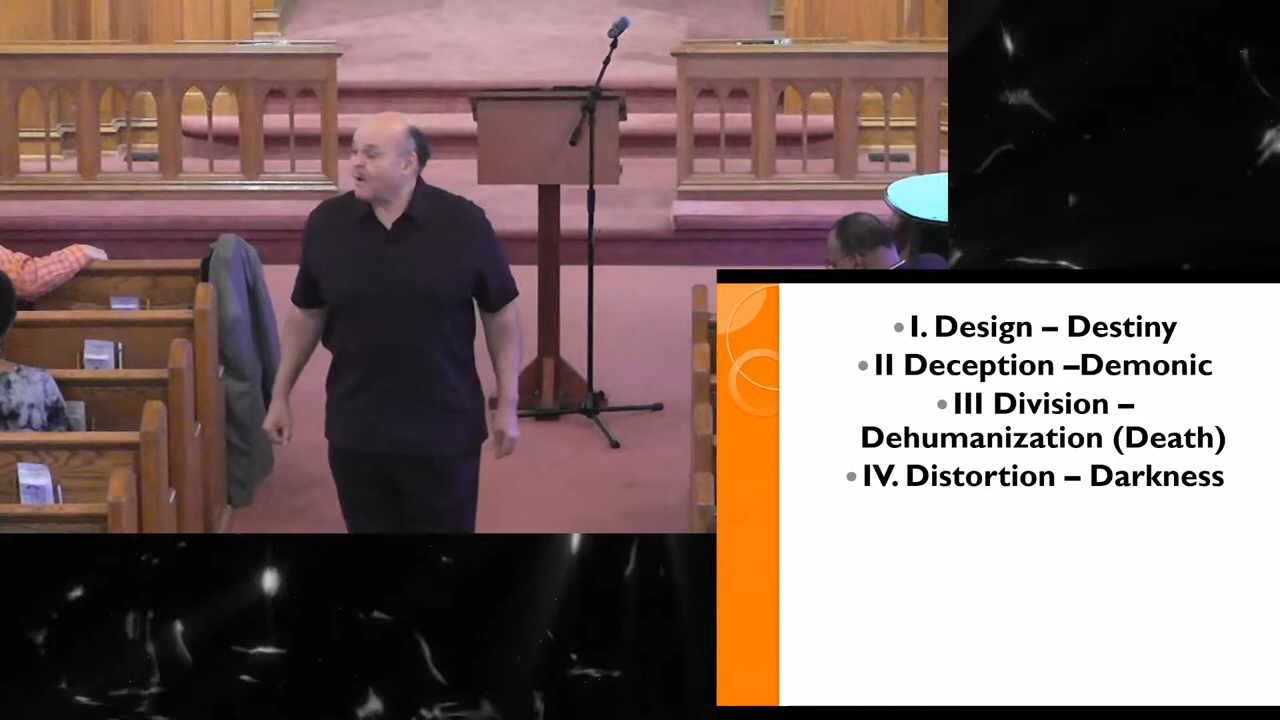 • I. Design – Destiny
• II Deception –Demonic
• III Division –
Dehumanization (Death)
• IV. Distortion – Darkness